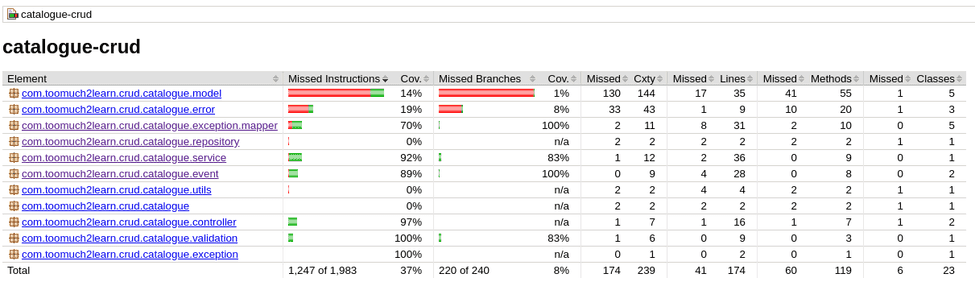 catalogue-crud
catalogue-crud
Element Missed Instructions Cov. Missed Branches Cov. Missed Cxty Missed Lines Missed Methods Missed Classes
com.toomuch2learn.crud.catalogue.model 14% 1% 130 144 17 35 41 55 1 5
com.toomuch2learn.crud.catalogue.error 19% 8% 33 43 1 9 10 20 1 3
com.toomuch2learn.crud.catalogue.exception.mapper 70% 100% 2 11 8 31 2 10 0 5
com.toomuch2learn.crud.catalogue.repository 0% n/a 2 2 2 2 2 2 1 1
com.toomuch2learn.crud.catalogue.service 92% 83% 1 12 2 36 0 9 0 1
com.toomuch2learn.crud.catalogue.event 89% 100% 0 9 4 28 0 8 0 2
com.toomuch2learn.crud.catalogue.utils 0% n/a 2 2 4 4 2 2 1 1
com.toomuch2learn.crud.catalogue 0% n/a 2 2 2 2 2 2 1 1
com.toomuch2learn.crud.catalogue.controller 97% n/a 1 7 1 16 1 7 1 2
com.toomuch2learn.crud.catalogue.validation 100% 83% 1 6 0 9 0 3 0 1
com.toomuch2learn.crud.catalogue.exception 100% n/a 0 1 0 2 0 1 0 1
Total 1,247 of 1,983 37% 220 of 240 8% 174 239 41 174 60 119 6 23